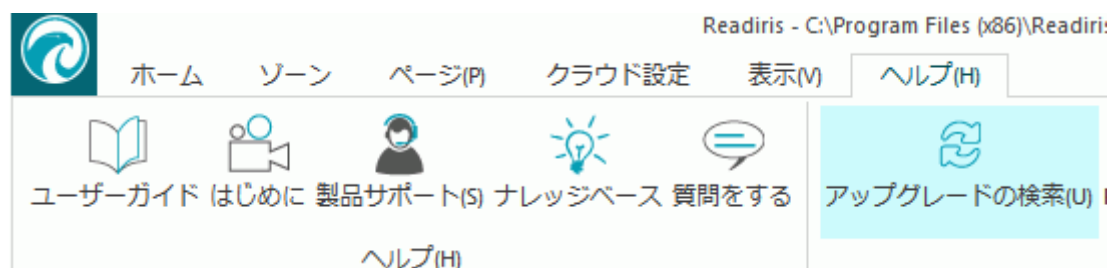 Readiris - C:\Program Files (x86)\Readiris
ホーム ゾーン ページ(P) クラウド設定 表示(V) ヘルプ(H)
ユーザーガイド はじめに 製品サポート(S) ナレッジベース 質問をする アップグレードの検索(U)
ヘルプ(H)